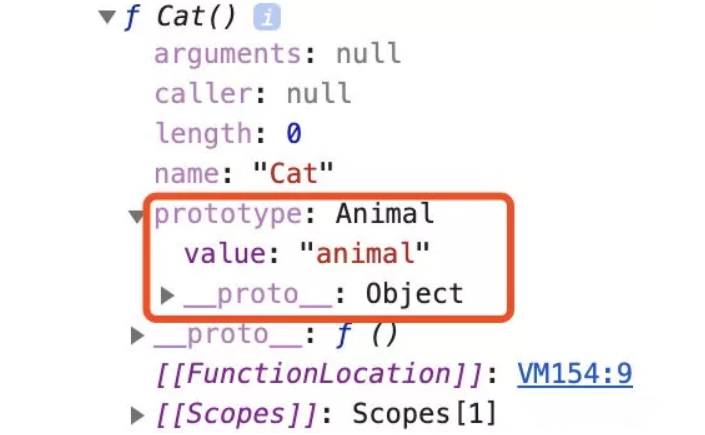 f Cat() i
arguments: null
caller: null
length: 0
name: "Cat"
prototype: Animal
value: "animal"
__proto__: Object
__proto__: f ()
[[FunctionLocation]]: VM154:9
[[Scopes]]: Scopes[1]